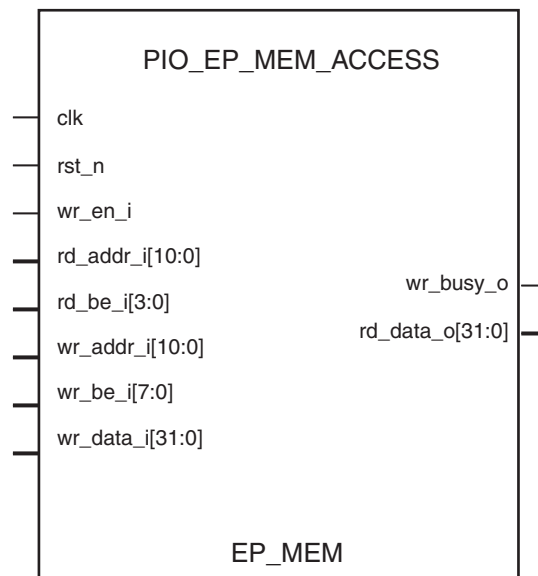 PIO_EP_MEM_ACCESS
clk
rst_n
wr_en_i
rd_addr_i[10:0]
rd_be_i[3:0]
wr_addr_i[10:0]
wr_be_i[7:0]
wr_data_i[31:0]
wr_busy_o
rd_data_o[31:0]
EP_MEM